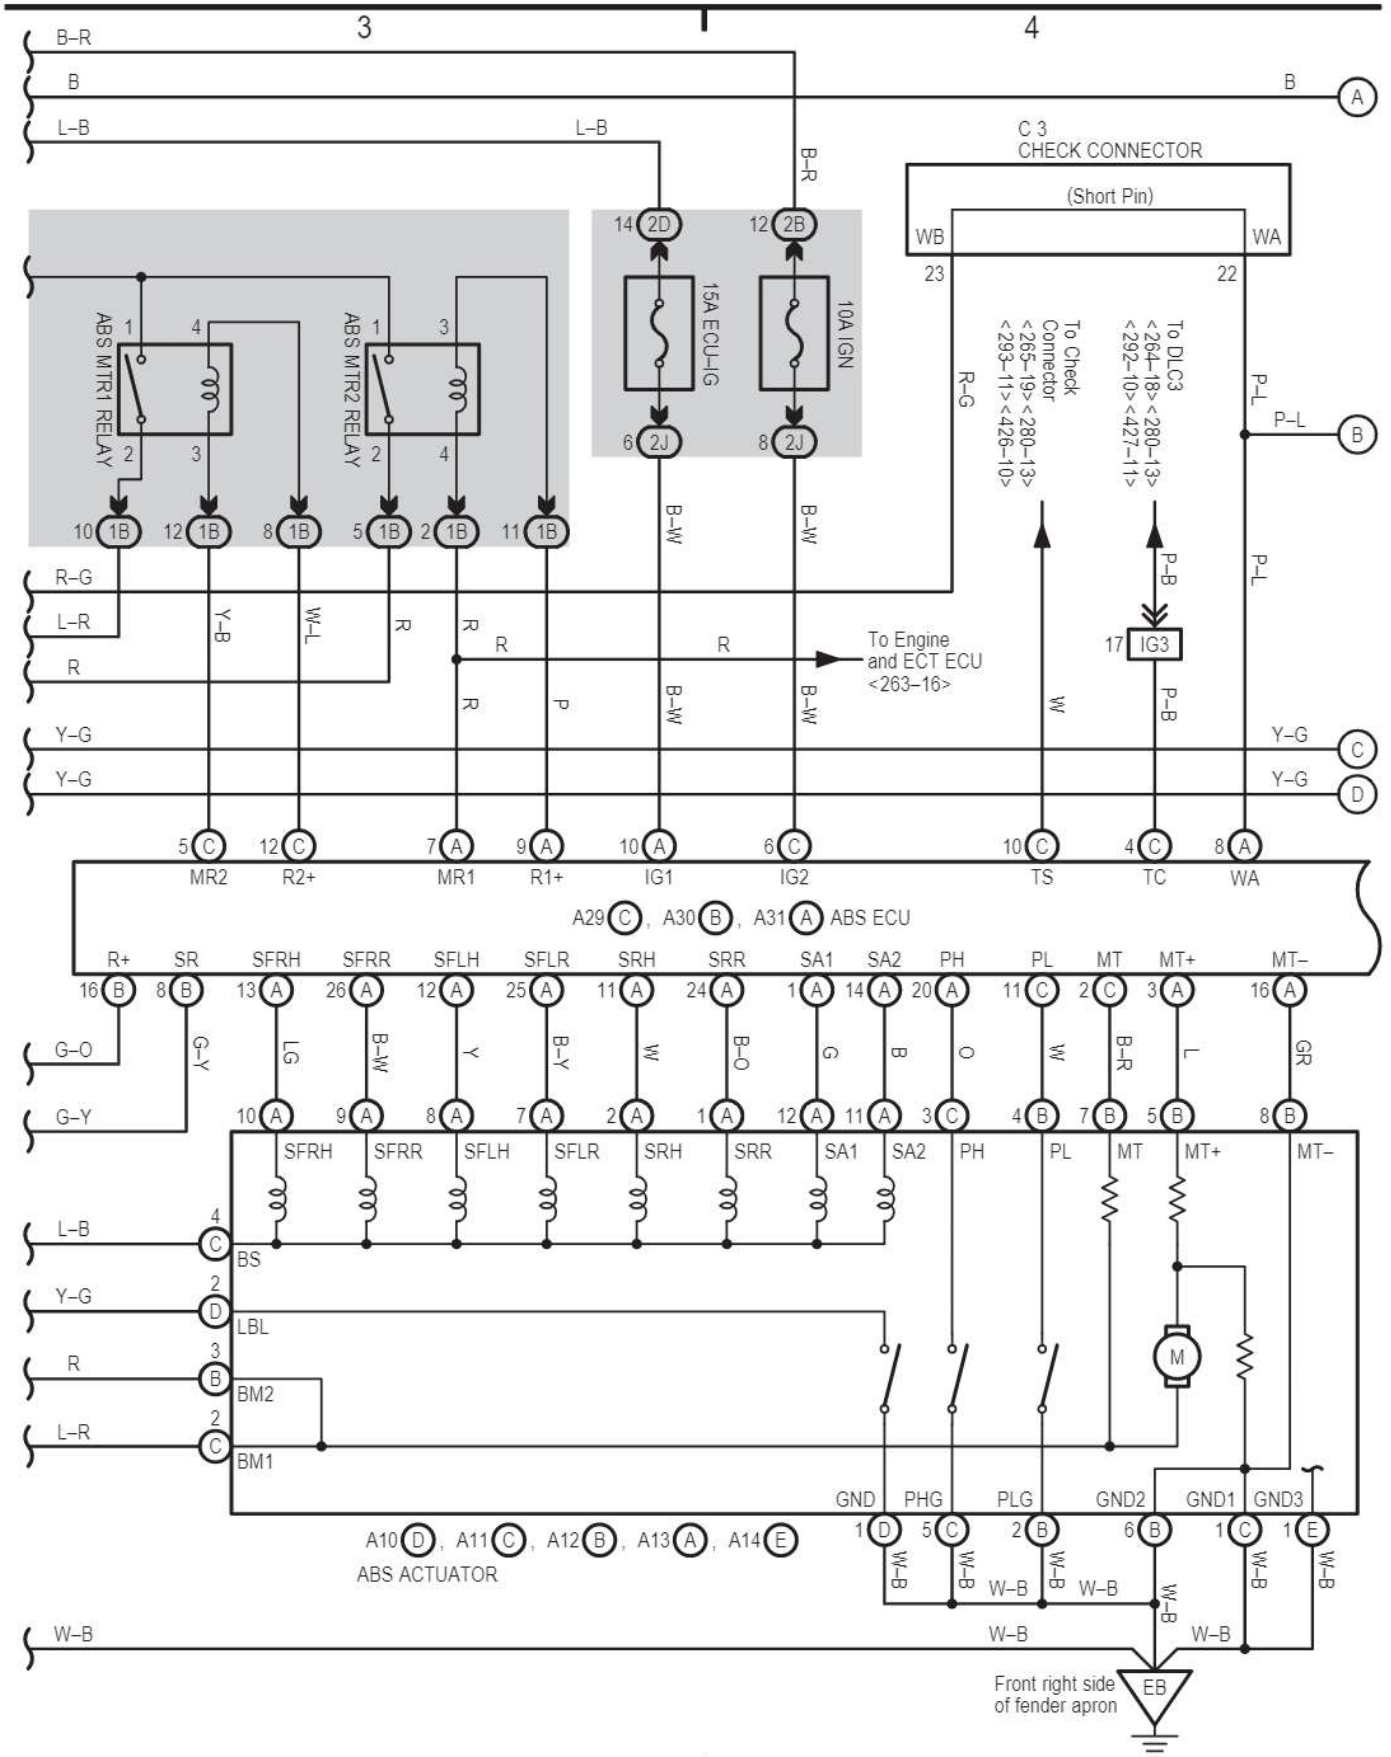 3 4
B–R
B B A
L–B L–B
C 3
CHECK CONNECTOR
B–R
(Short Pin)
14 2D 12 2B
WB WA
23 22
15A ECU–IG
10A IGN
To Check
Connector
<265–19><280–13>
<293–11><426–10>
To DLC3
<264–18><280–13>
<292–10><427–11>
1 4 1 3
ABS MTR1 RELAY
ABS MTR2 RELAY
R–G P–L
P–L B
2 3 2 4
6 2J 8 2J
10 1B 12 1B 8 1B 5 1B 2 1B 11 1B
B–W B–W
P–B P–L
R–G
L–R Y–B W–L R R
R R
To Engine
and ECT ECU
<263–16>
17 IG3
R
R P B–W B–W W P–B
Y–G Y–G C
Y–G Y–G D
5 C 12 C 7 A 9 A 10 A 6 C 10 C 4 C 8 A
MR2 R2+ MR1 R1+ IG1 IG2 TS TC WA
A29 C , A30 B , A31 A ABS ECU
R+ SR SFRH SFRR SFLH SFLR SRH SRR SA1 SA2 PH PL MT MT+ MT–
16 B 8 B 13 A 26 A 12 A 25 A 11 A 24 A 1 A 14 A 20 A 11 C 2 C 3 A 16 A
G–O G–Y LG B–W Y B–Y W B–O G B O W B–R L GR
G–Y
10 A 9 A 8 A 7 A 2 A 1 A 12 A 11 A 3 C 4 B 7 B 5 B 8 B
SFRH SFRR SFLH SFLR SRH SRR SA1 SA2 PH PL MT MT+ MT–
L–B 4 C BS
Y–G 2 D LBL
R 3 B BM2
M
L–R 2 C BM1
GND PHG PLG GND2 GND1 GND3
1 D 5 C 2 B 6 B 1 C 1 E
A10 D , A11 C , A12 B , A13 A , A14 E
ABS ACTUATOR
W–B W–B W–B W–B W–B W–B
W–B W–B
W–B W–B W–B
Front right side
of fender apron
EB